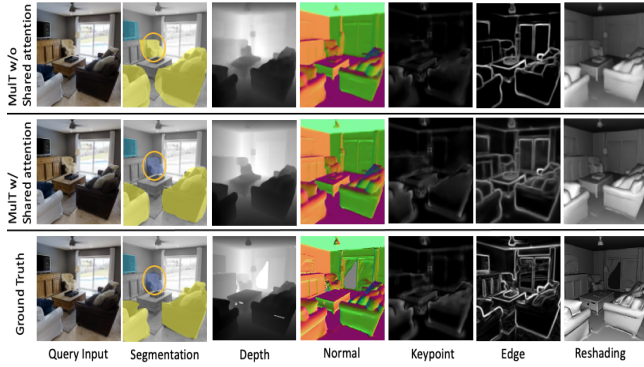 MulT w/o
Shared attention
MulT w/
Shared attention
Ground Truth
Query Input Segmentation Depth Normal Keypoint Edge Reshading